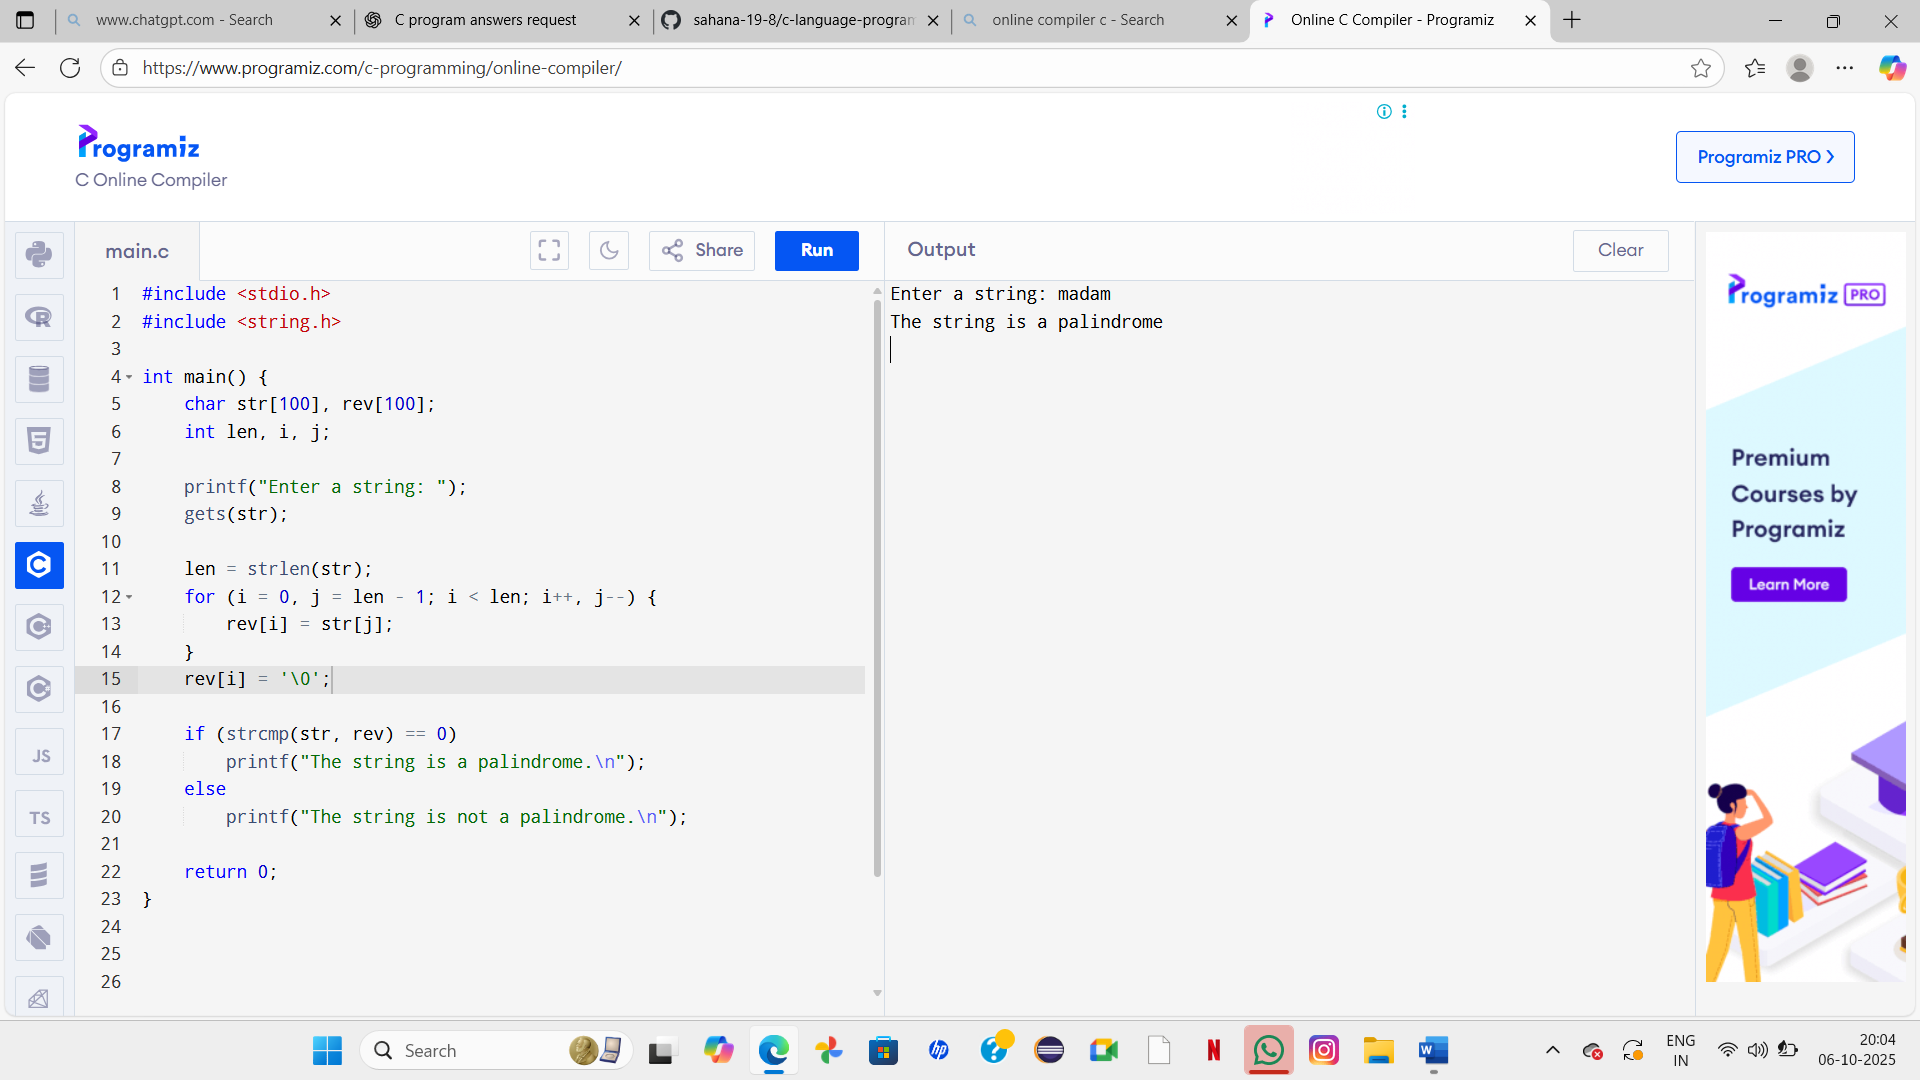 www.chatgpt.com - Search
C program answers request
sahana-19-8/c-language-program
online compiler c - Search
Online C Compiler - Programiz
https://www.programiz.com/c-programming/online-compiler/
Programiz
C Online Compiler
Programiz PRO ❯
main.c
Share
Run
Output
Clear
1 #include <stdio.h>
2 #include <string.h>
3
4 int main() {
5     char str[100], rev[100];
6     int len, i, j;
7
8     printf("Enter a string: ");
9     gets(str);
10
11     len = strlen(str);
12     for (i = 0, j = len - 1; i < len; i++, j--) {
13         rev[i] = str[j];
14     }
15     rev[i] = '\0';
16
17     if (strcmp(str, rev) == 0)
18         printf("The string is a palindrome.\n");
19     else
20         printf("The string is not a palindrome.\n");
21
22     return 0;
23 }
24
25
26
Enter a string: madam
The string is a palindrome
Programiz PRO
Premium
Courses by
Programiz
Learn More
JS
TS
Search
ENG
IN
20:04
06-10-2025